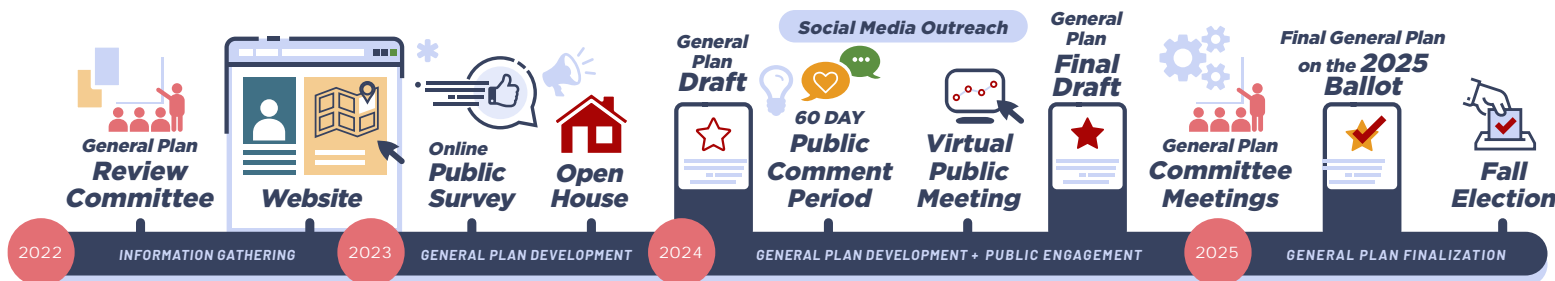 General Plan
Review
Committee
Website
Online
Public
Survey
Open
House
General
Plan
Draft
Social Media Outreach
60 DAY
Public
Comment
Period
Virtual
Public
Meeting
General
Plan
Final
Draft
General Plan
Committee
Meetings
Final General Plan
on the 2025
Ballot
Fall
Election
2022
INFORMATION GATHERING
2023
GENERAL PLAN DEVELOPMENT
2024
GENERAL PLAN DEVELOPMENT + PUBLIC ENGAGEMENT
2025
GENERAL PLAN FINALIZATION